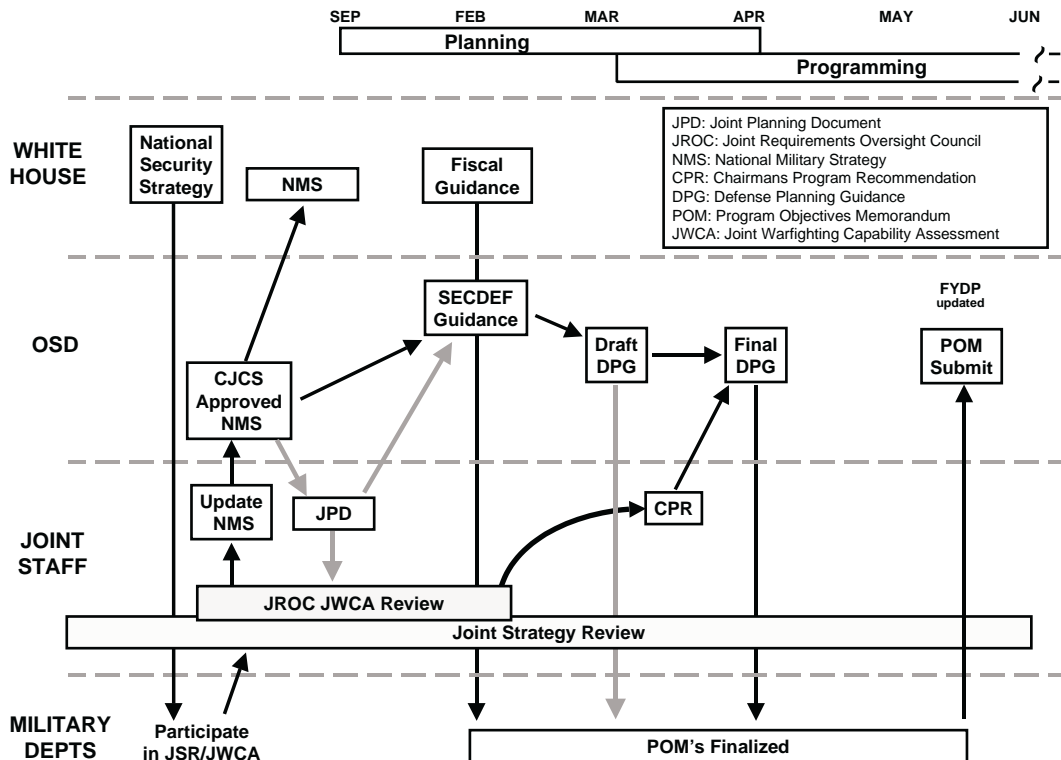 SEP FEB MAR APR MAY JUN
Planning
Programming
WHITE
HOUSE
National
Security
Strategy
NMS
Fiscal
Guidance
JPD: Joint Planning Document
JROC: Joint Requirements Oversight Council
NMS: National Military Strategy
CPR: Chairmans Program Recommendation
DPG: Defense Planning Guidance
POM: Program Objectives Memorandum
JWCA: Joint Warfighting Capability Assessment
OSD
CJCS
Approved
NMS
SECDEF
Guidance
Draft
DPG
Final
DPG
FYDP
updated
POM
Submit
JOINT
STAFF
Update
NMS
JPD
CPR
JROC JWCA Review
Joint Strategy Review
MILITARY
DEPTS
Participate
in JSR/JWCA
POM's Finalized